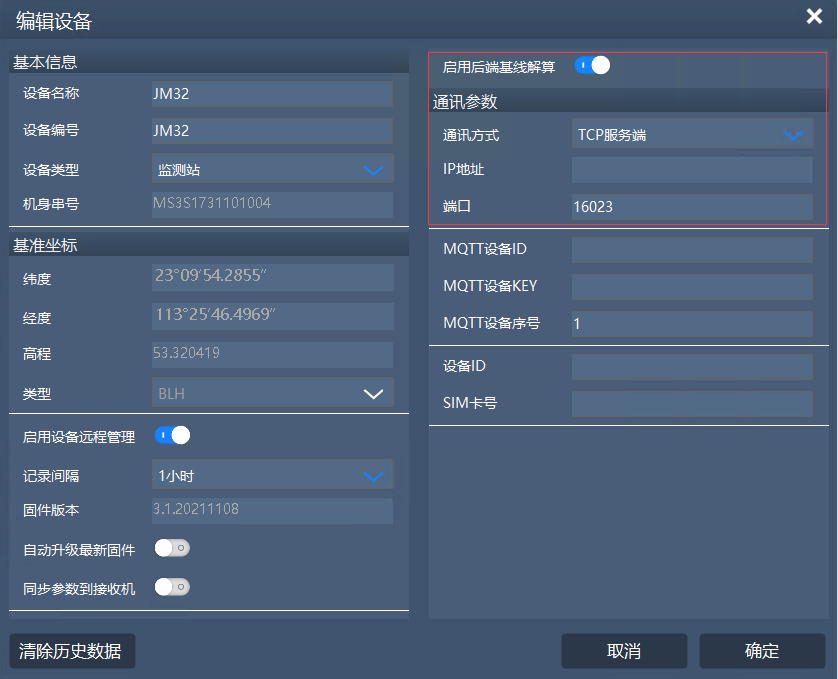 编辑设备
基本信息
设备名称 JM32
设备编号 JM32
设备类型 监测站
机身串号 MS3S1731101004
基准坐标
纬度 23°09′54.2855″
经度 113°25′46.4969″
高程 53.320419
类型 BLH
启用设备远程管理
记录间隔 1小时
固件版本 3.1.20211108
自动升级最新固件
同步参数到接收机
启用后端基线解算
通讯参数
通讯方式 TCP服务端
IP地址
端口 16023
MQTT设备ID
MQTT设备KEY
MQTT设备序号 1
设备ID
SIM卡号
清除历史数据 取消 确定